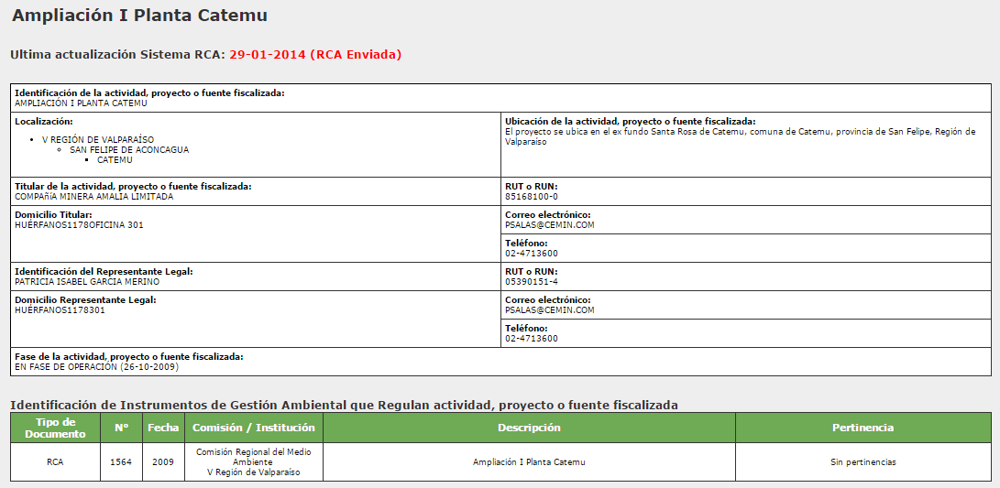 Ampliación I Planta Catemu
Ultima actualización Sistema RCA: 29-01-2014 (RCA Enviada)
Identificación de la actividad, proyecto o fuente fiscalizada:
AMPLIACIÓN I PLANTA CATEMU
Localización:
V REGIÓN DE VALPARAÍSO
SAN FELIPE DE ACONCAGUA
CATEMU
Ubicación de la actividad, proyecto o fuente fiscalizada:
El proyecto se ubica en el ex fundo Santa Rosa de Catemu, comuna de Catemu, provincia de San Felipe, Región de
Valparaíso
Titular de la actividad, proyecto o fuente fiscalizada:
COMPAñíA MINERA AMALIA LIMITADA
RUT o RUN:
85168100-0
Domicilio Titular:
HUÉRFANOS1178OFICINA 301
Correo electrónico:
PSALAS@CEMIN.COM
Teléfono:
02-4713600
Identificación del Representante Legal:
PATRICIA ISABEL GARCIA MERINO
RUT o RUN:
05390151-4
Domicilio Representante Legal:
HUÉRFANOS1178301
Correo electrónico:
PSALAS@CEMIN.COM
Teléfono:
02-4713600
Fase de la actividad, proyecto o fuente fiscalizada:
EN FASE DE OPERACIÓN (26-10-2009)
Identificación de Instrumentos de Gestión Ambiental que Regulan actividad, proyecto o fuente fiscalizada
Tipo de
Documento
N°
Fecha
Comisión / Institución
Descripción
Pertinencia
RCA
1564
2009
Comisión Regional del Medio
Ambiente
V Región de Valparaíso
Ampliación I Planta Catemu
Sin pertinencias